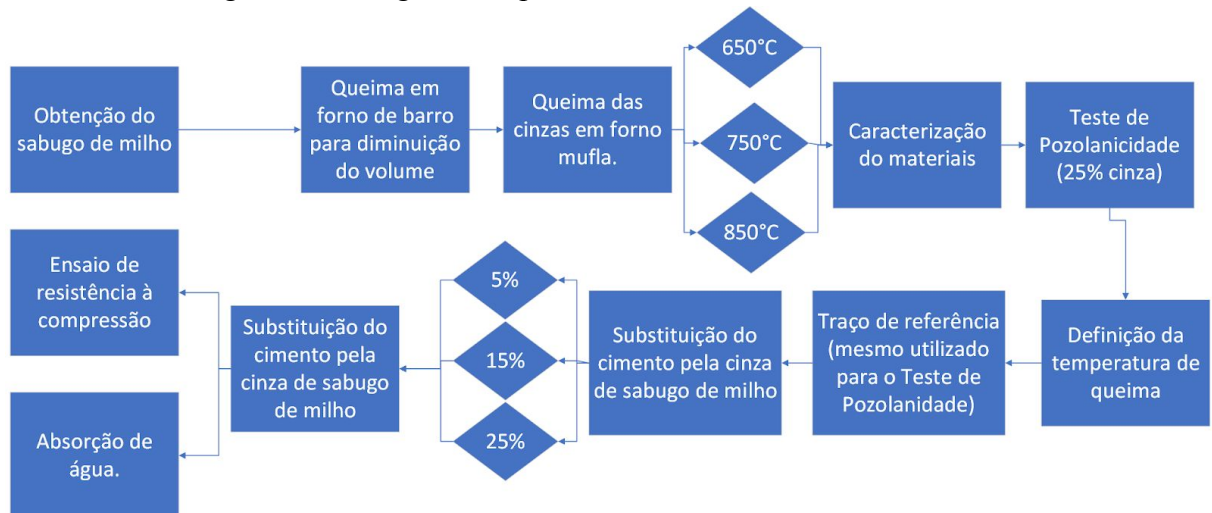 Obtenção do
sabugo de milho
Queima em
forno de barro
para diminuição
do volume
Queima das
cinzas em forno
mufla.
650°C
750°C
850°C
Caracterização
do materiais
Teste de
Pozolanicidade
(25% cinza)
Definição da
temperatura de
queima
Traço de referência
(mesmo utilizado
para o Teste de
Pozolanidade)
Substituição do
cimento pela cinza
de sabugo de milho
5%
15%
25%
Substituição do
cimento pela
cinza de sabugo
de milho
Ensaio de
resistência à
compressão
Absorção de
água.